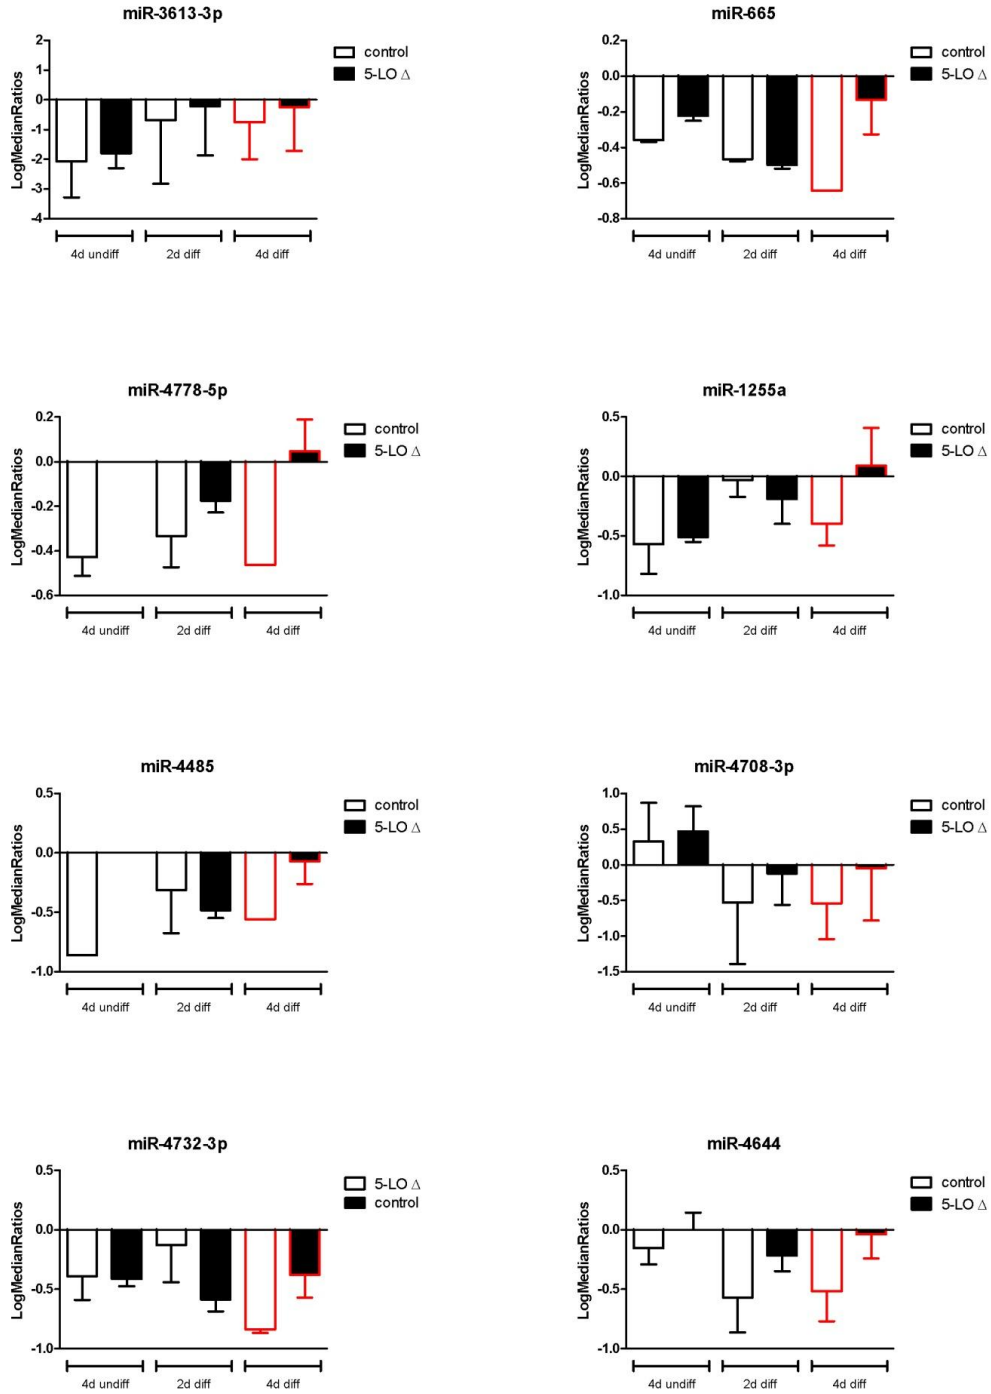 miR-3613-3p
LogMedianRatios
2
1
0
-1
-2
-3
-4
4d undiff
2d diff
4d diff
control
5-LO Δ
miR-665
LogMedianRatios
0.2
0.0
-0.2
-0.4
-0.6
-0.8
4d undiff
2d diff
4d diff
control
5-LO Δ
miR-4778-5p
LogMedianRatios
0.2
0.0
-0.2
-0.4
-0.6
4d undiff
2d diff
4d diff
control
5-LO Δ
miR-1255a
LogMedianRatios
0.5
0.0
-0.5
-1.0
4d undiff
2d diff
4d diff
control
5-LO Δ
miR-4485
LogMedianRatios
0.5
0.0
-0.5
-1.0
4d undiff
2d diff
4d diff
control
5-LO Δ
miR-4708-3p
LogMedianRatios
1.0
0.5
0.0
-0.5
-1.0
-1.5
4d undiff
2d diff
4d diff
control
5-LO Δ
miR-4732-3p
LogMedianRatios
0.5
0.0
-0.5
-1.0
4d undiff
2d diff
4d diff
5-LO Δ
control
miR-4644
LogMedianRatios
0.5
0.0
-0.5
-1.0
4d undiff
2d diff
4d diff
control
5-LO Δ